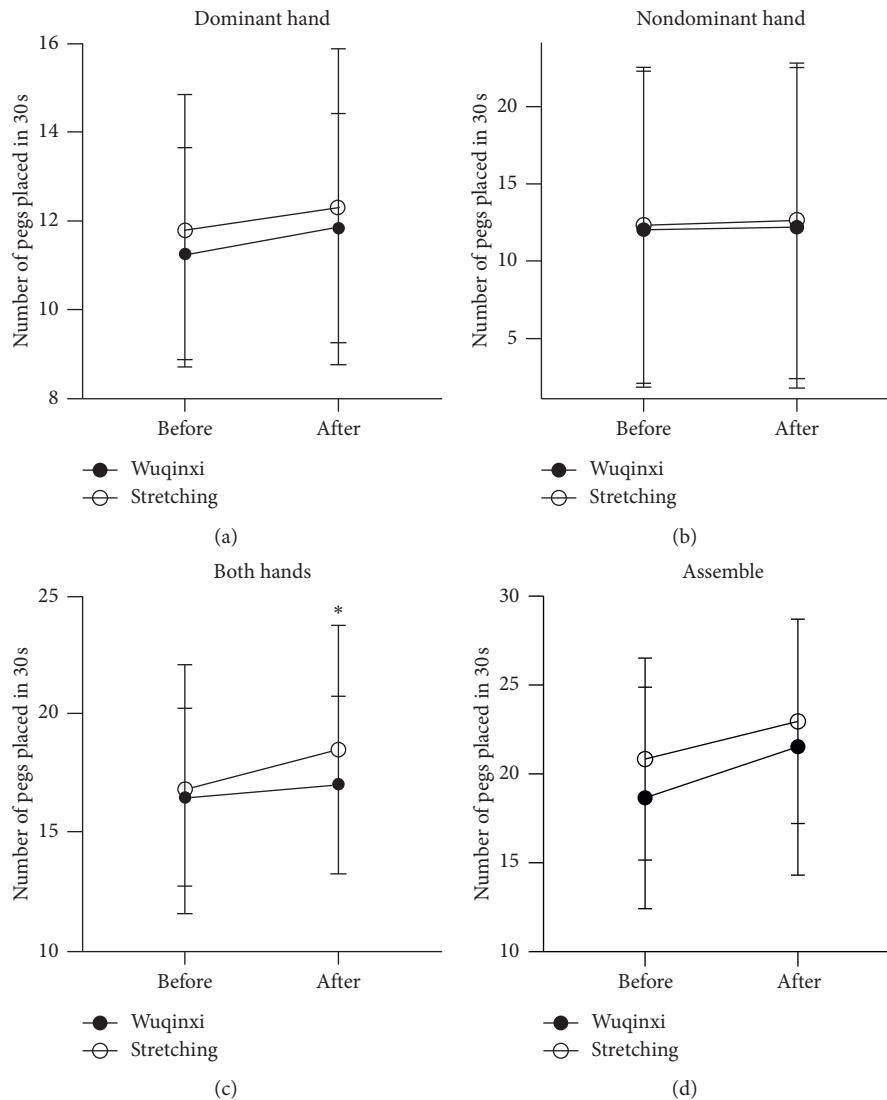 Dominant hand
Number of pegs placed in 30 s
16
14
12
10
8
Before
After
Wuqinxi
Stretching
(a)
Nondominant hand
Number of pegs placed in 30 s
20
15
10
5
Before
After
Wuqinxi
Stretching
(b)
Both hands
Number of pegs placed in 30 s
25
20
15
10
*
Before
After
Wuqinxi
Stretching
(c)
Assemble
Number of pegs placed in 30 s
30
25
20
15
10
Before
After
Wuqinxi
Stretching
(d)